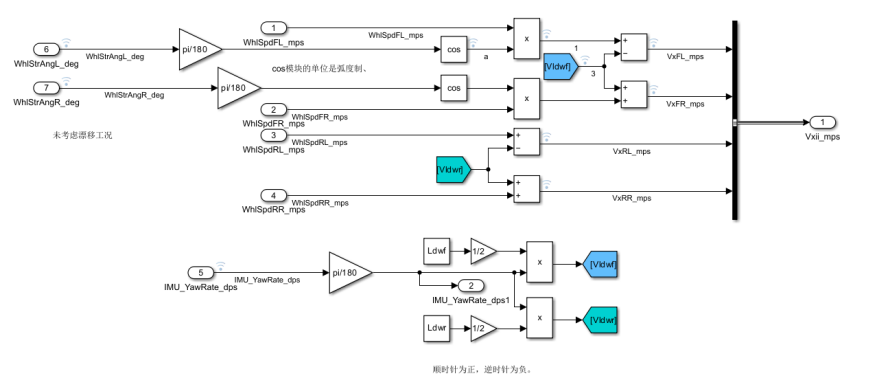 1
WhlSpdFL_mps
WhlSpdFL_mps
x
6
WhlStrAngL_deg
WhlStrAngL_deg
pi/180
cos
a
1
+
−
VxFL_mps
[Vldwf]
3
cos模块的单位是弧度制、
7
WhlStrAngR_deg
WhlStrAngR_deg
pi/180
cos
x
+
+
VxFR_mps
2
WhlSpdFR_mps
WhlSpdFR_mps
1
Vxii_mps
未考虑漂移工况
3
WhlSpdRL_mps
WhlSpdRL_mps
+
−
VxRL_mps
[Vldwr]
4
WhlSpdRR_mps
WhlSpdRR_mps
+
+
VxRR_mps
Ldwf
1/2
x
[Vldwf]
5
IMU_YawRate_dps
IMU_YawRate_dps
pi/180
2
IMU_YawRate_dps1
Ldwr
1/2
x
[Vldwr]
顺时针为正，逆时针为负。